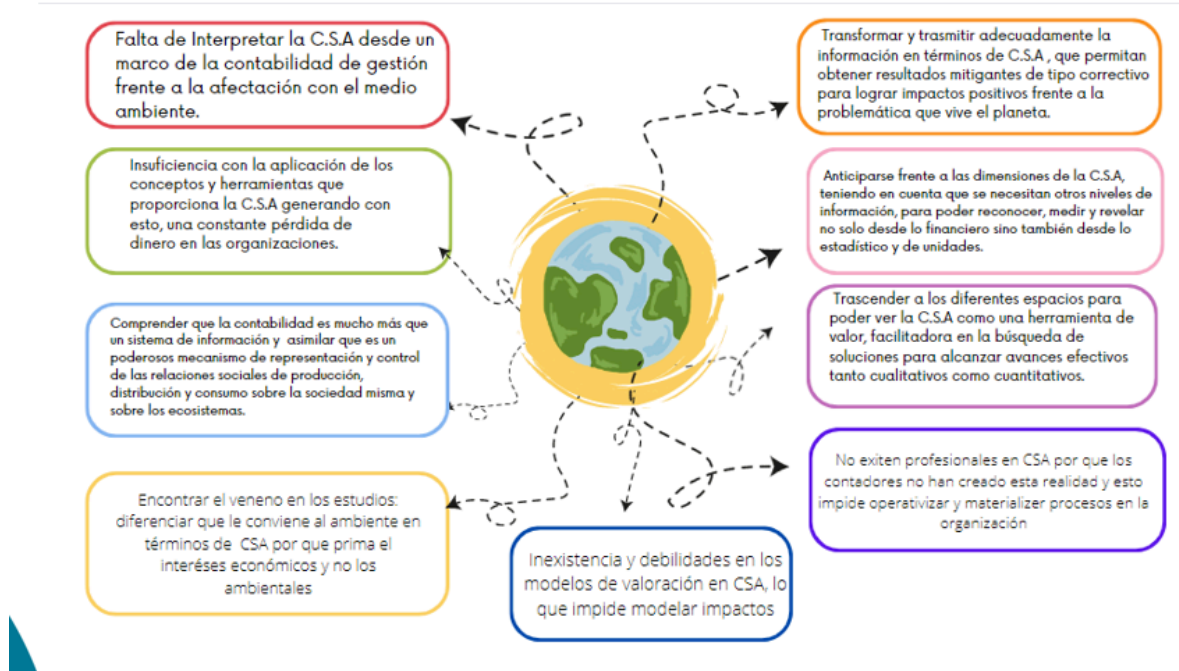 Falta de Interpretar la C.S.A desde un
marco de la contabilidad de gestión
frente a la afectación con el medio
ambiente.
Insuficiencia con la aplicación de los
conceptos y herramientas que
proporciona la C.S.A generando con
esto, una constante pérdida de
dinero en las organizaciones.
Comprender que la contabilidad es mucho más que
un sistema de información y asimilar que es un
poderosos mecanismo de representación y control
de las relaciones sociales de producción,
distribución y consumo sobre la sociedad misma y
sobre los ecosistemas.
Encontrar el veneno en los estudios:
diferenciar que le conviene al ambiente en
términos de CSA por que prima el
interéses económicos y no los
ambientales
Inexistencia y debilidades en los
modelos de valoración en CSA, lo
que impide modelar impactos
Transformar y trasmitir adecuadamente la
información en términos de C.S.A , que permitan
obtener resultados mitigantes de tipo correctivo
para lograr impactos positivos frente a la
problemática que vive el planeta.
Anticiparse frente a las dimensiones de la C.S.A,
teniendo en cuenta que se necesitan otros niveles de
información, para poder reconocer, medir y revelar
no solo desde lo financiero sino también desde lo
estadístico y de unidades.
Trascender a los diferentes espacios para
poder ver la C.S.A como una herramienta de
valor, facilitadora en la búsqueda de
soluciones para alcanzar avances efectivos
tanto cualitativos como cuantitativos.
No exiten profesionales en CSA por que los
contadores no han creado esta realidad y esto
impide operativizar y materializer procesos en la
organización